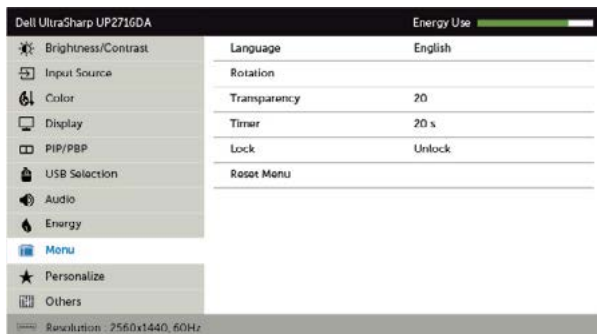 Dell UltraSharp UP2716DA Energy Use
Brightness/Contrast Language English
Input Source Rotation
Color Transparency 20
Display Timer 20 s
PIP/PBP Lock Unlock
USB Selection Reset Menu
Audio
Energy
Menu
Personalize
Others
Resolution : 2560x1440, 60Hz